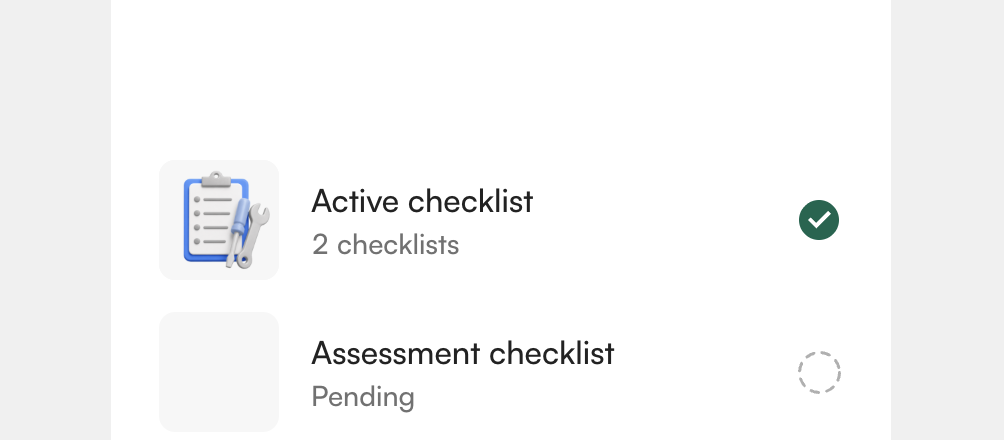 Active checklist
2 checklists
Assessment checklist
Pending